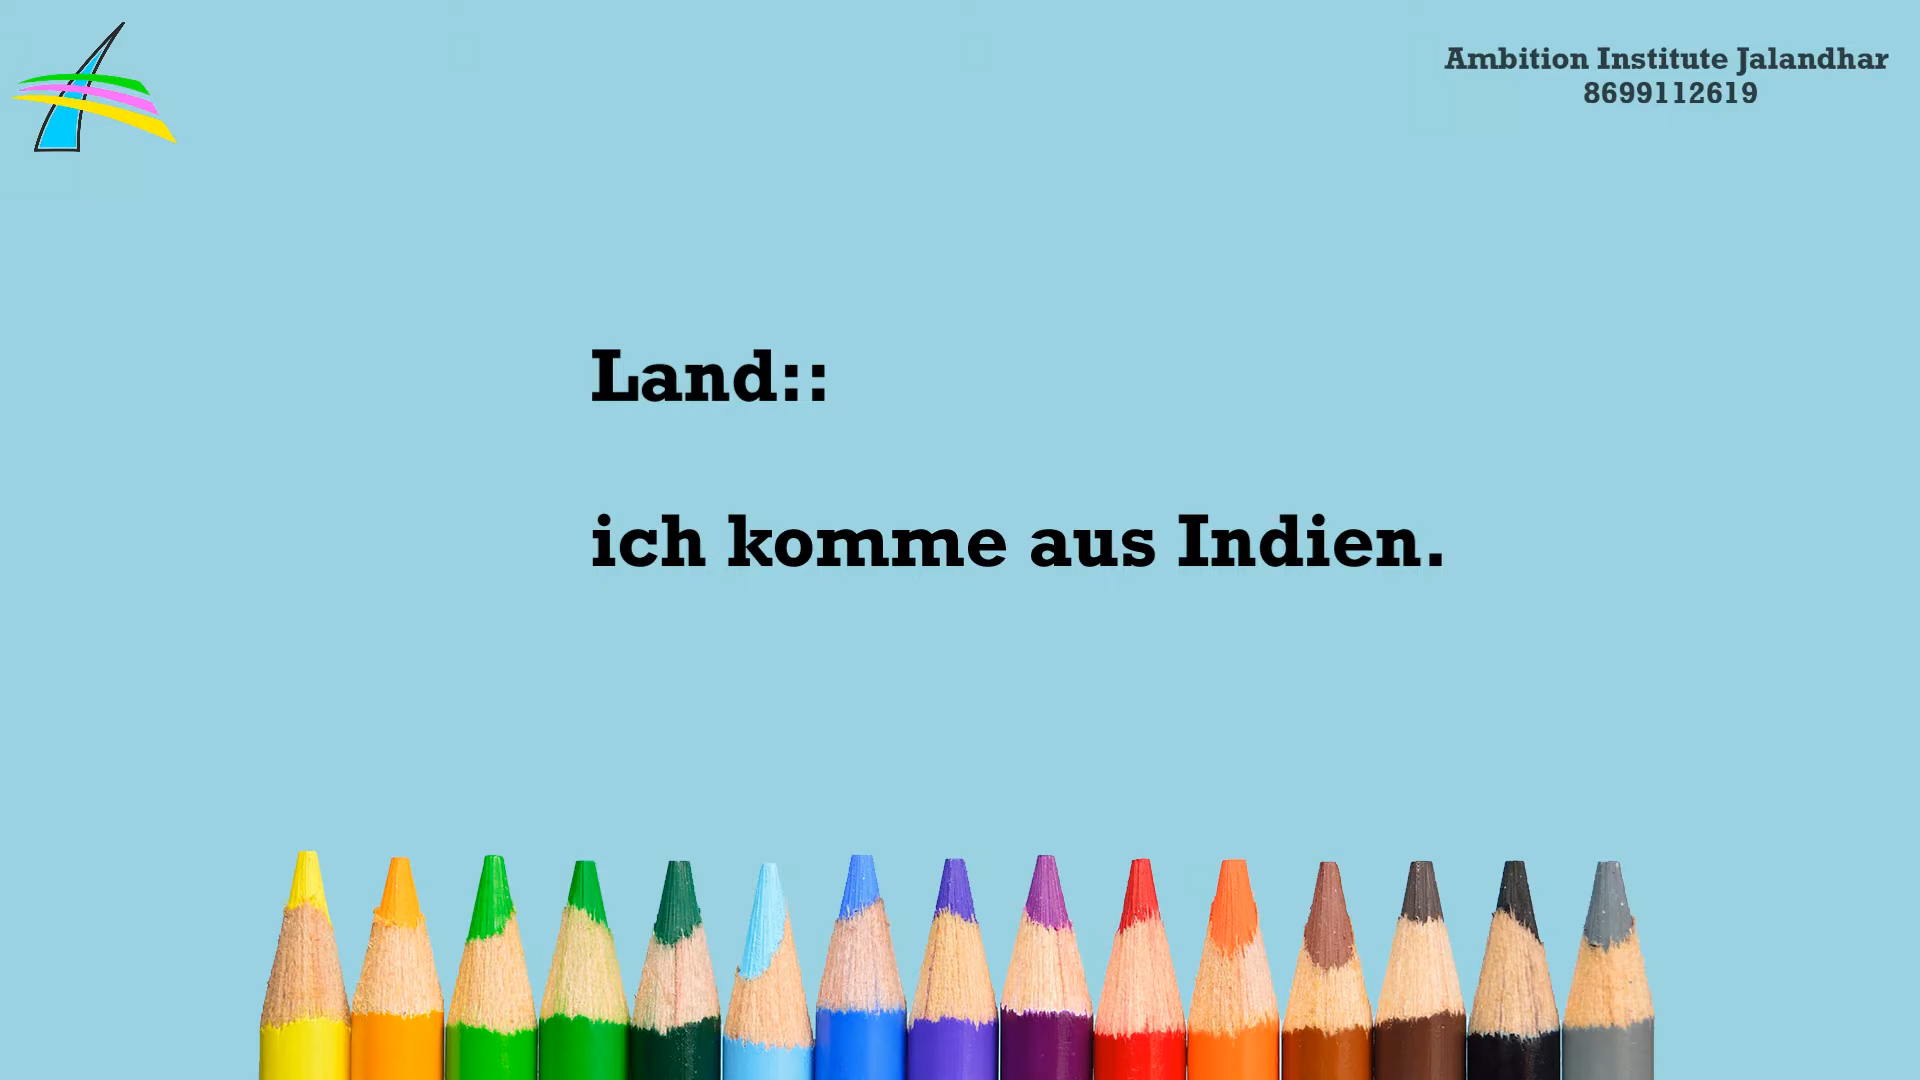 Ambition Institute Jalandhar
8699112619
Land::
ich komme aus Indien.